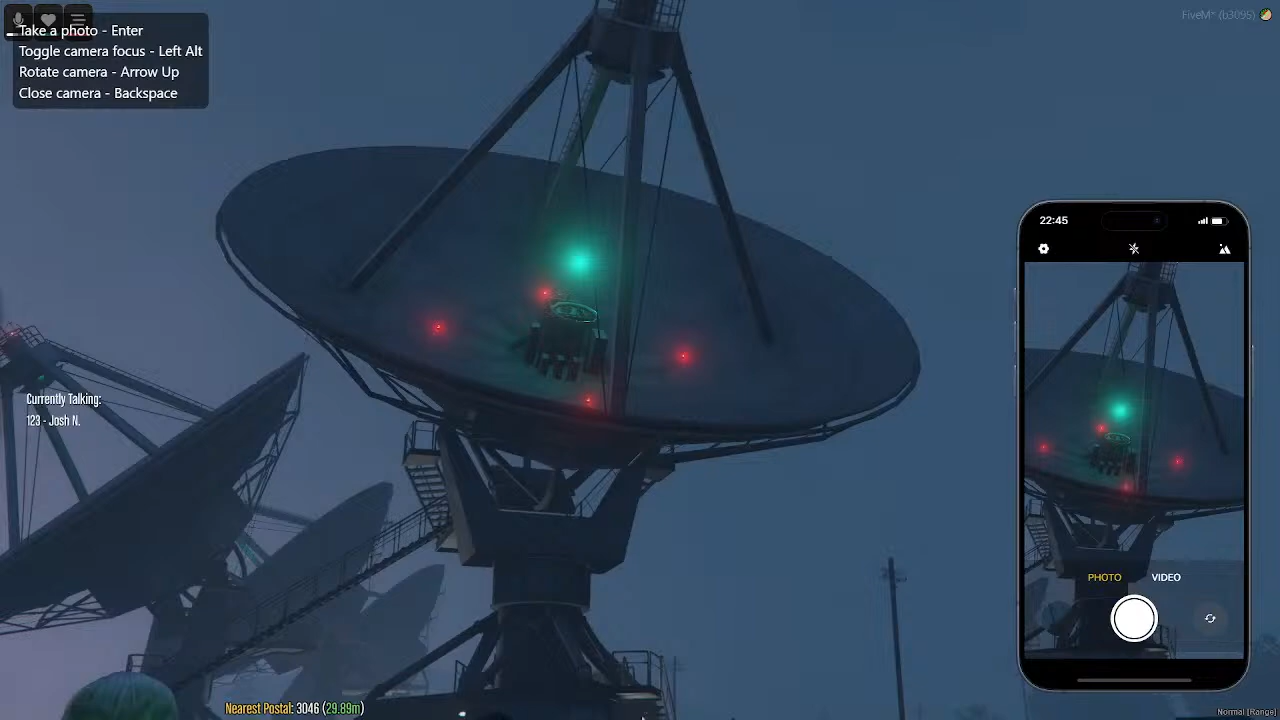 Take a photo - Enter
Toggle camera focus - Left Alt
Rotate camera - Arrow Up
Close camera - Backspace
FiveM* (b3095)
22:45
Currently Talking:
123 - Josh N.
PHOTO VIDEO
Nearest Postal: 3046 (29.89m)
Normal [Range]